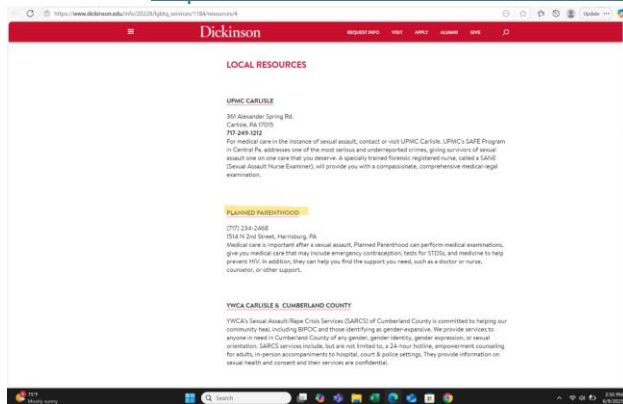 https://www.dickinson.edu/info/20228/lgbtq_services/1184/resources/4
Update
Dickinson
REQUEST INFO VISIT APPLY ALUMNI GIVE
LOCAL RESOURCES
UPMC CARLISLE
361 Alexander Spring Rd.
Carlisle, PA 17015
717-249-1212
For medical care in the instance of sexual assault, contact or visit UPMC Carlisle. UPMC's SAFE Program
in Central Pa. addresses one of the most serious and underreported crimes, giving survivors of sexual
assault one on one care that you deserve. A specially trained forensic registered nurse, called a SANE
(Sexual Assault Nurse Examiner), will provide you with a compassionate, comprehensive medical-legal
examination.
PLANNED PARENTHOOD
(717) 234-2468
1514 N 2nd Street, Harrisburg, PA
Medical care is important after a sexual assault, Planned Parenthood can perform medical examinations,
give you medical care that may include emergency contraception, tests for STDs, and medicine to help
prevent HIV. In addition, they can help you find the support you need, such as a doctor or nurse,
counselor, or other support.
YWCA CARLISLE & CUMBERLAND COUNTY
YWCA's Sexual Assault/Rape Crisis Services (SARCS) of Cumberland County is committed to helping our
community heal, including BIPOC and those identifying as gender-expansive. We provide services to
anyone in need in Cumberland County of any gender, gender identity, gender expression, or sexual
orientation. SARCS services include, but are not limited to, a 24-hour hotline, empowerment counseling
for adults, in-person accompaniments to hospital, court & police settings. They provide information on
sexual health and consent and their services are confidential.
Mostly sunny
Search
2:36 PM